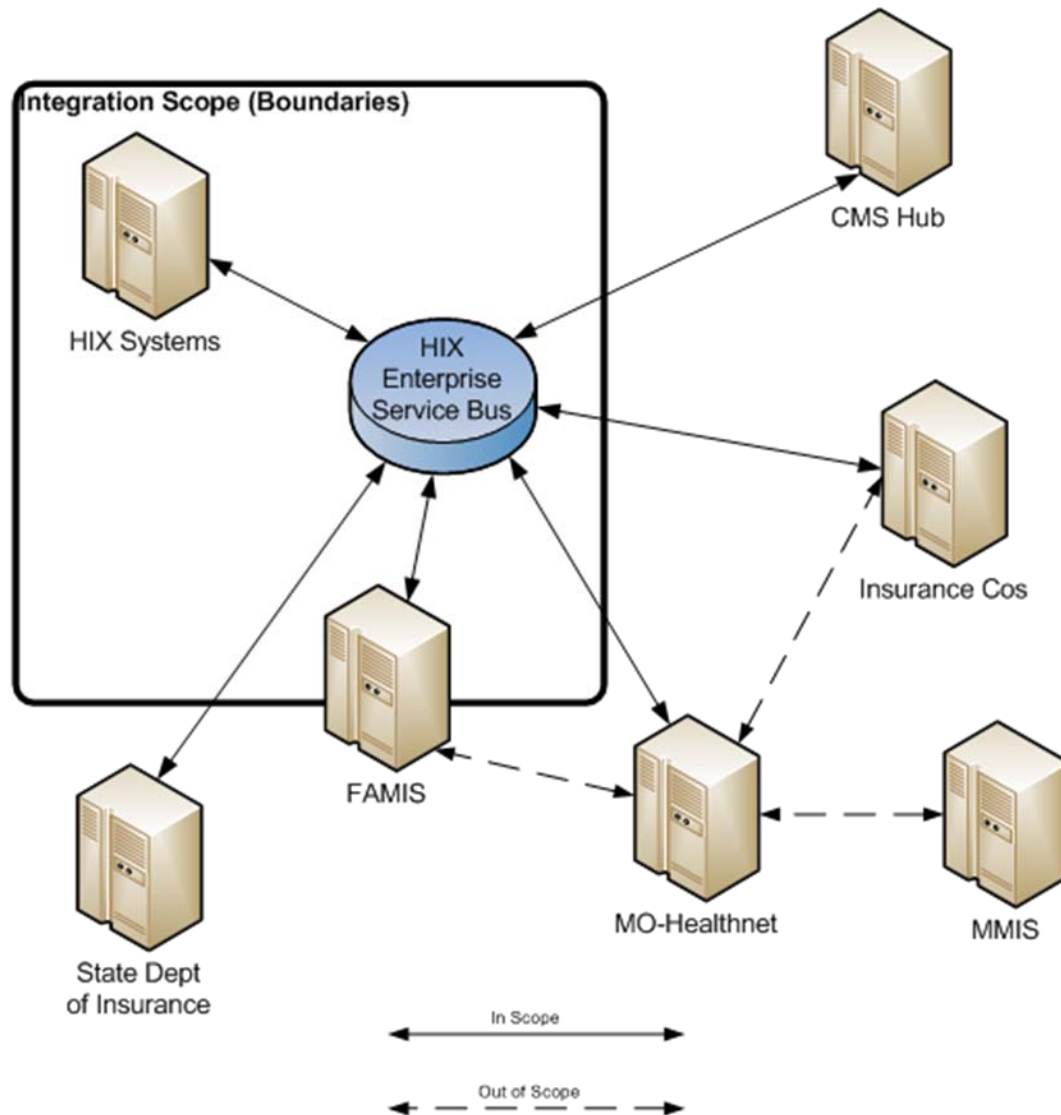 Integration Scope (Boundaries)
CMS Hub
HIX Systems
HIX
Enterprise
Service Bus
Insurance Cos
FAMIS
MO-Healthnet
MMIS
State Dept
of Insurance
In Scope
Out of Scope